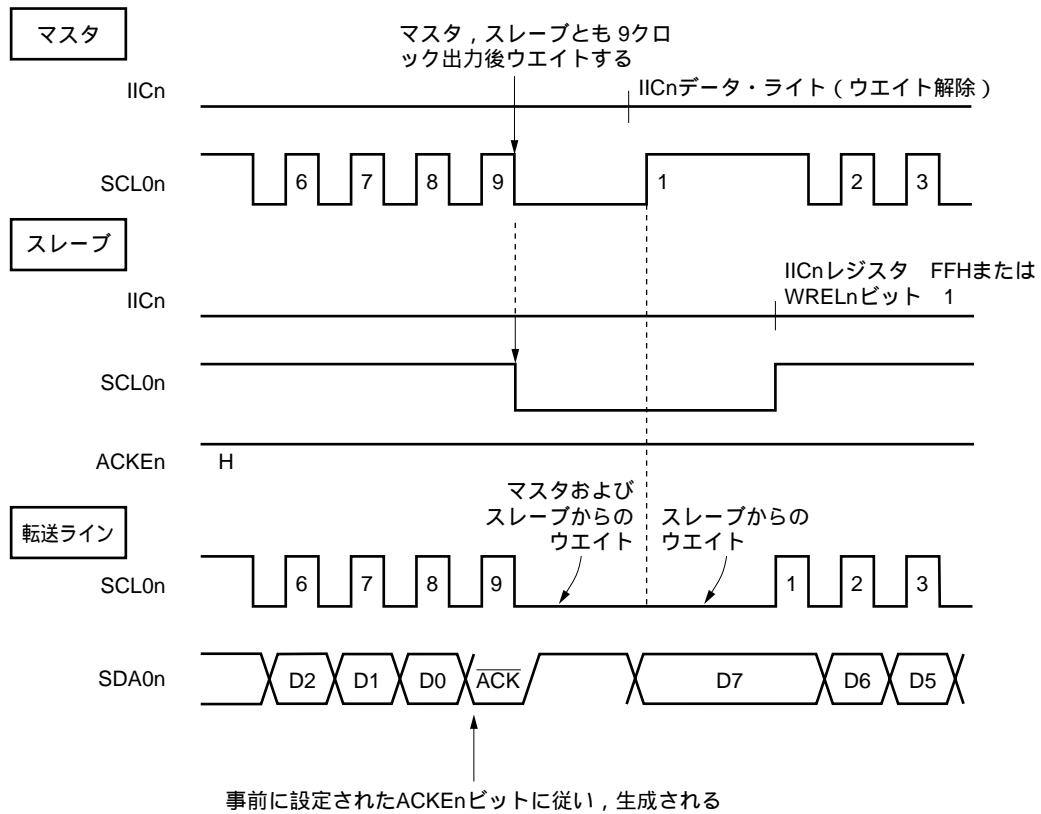 マスタ
マスタ，スレーブとも 9クロ
ック出力後ウエイトする
IICn
IICnデータ・ライト（ウエイト解除）
SCL0n
6 7 8 9 1 2 3
スレーブ
IICnレジスタ　FFHまたは
WRELnビット　1
IICn
SCL0n
ACKEn
H
マスタおよび
スレーブからの
ウエイト
スレーブからの
ウエイト
転送ライン
SCL0n
6 7 8 9 1 2 3
SDA0n
D2 D1 D0 ACK D7 D6 D5
事前に設定されたACKEnビットに従い，生成される